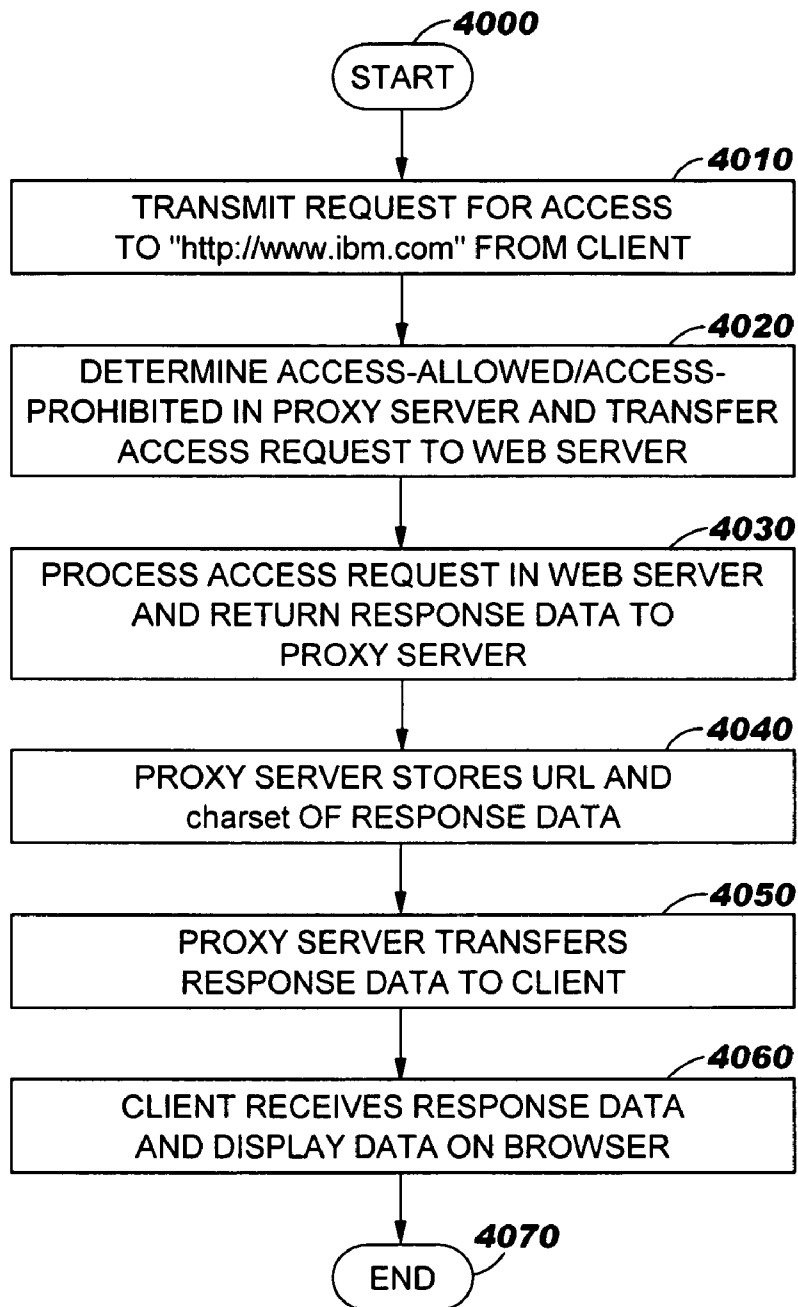 4000
START
4010
TRANSMIT REQUEST FOR ACCESS
TO "http://www.ibm.com" FROM CLIENT
4020
DETERMINE ACCESS-ALLOWED/ACCESS-
PROHIBITED IN PROXY SERVER AND TRANSFER
ACCESS REQUEST TO WEB SERVER
4030
PROCESS ACCESS REQUEST IN WEB SERVER
AND RETURN RESPONSE DATA TO
PROXY SERVER
4040
PROXY SERVER STORES URL AND
charset OF RESPONSE DATA
4050
PROXY SERVER TRANSFERS
RESPONSE DATA TO CLIENT
4060
CLIENT RECEIVES RESPONSE DATA
AND DISPLAY DATA ON BROWSER
4070
END